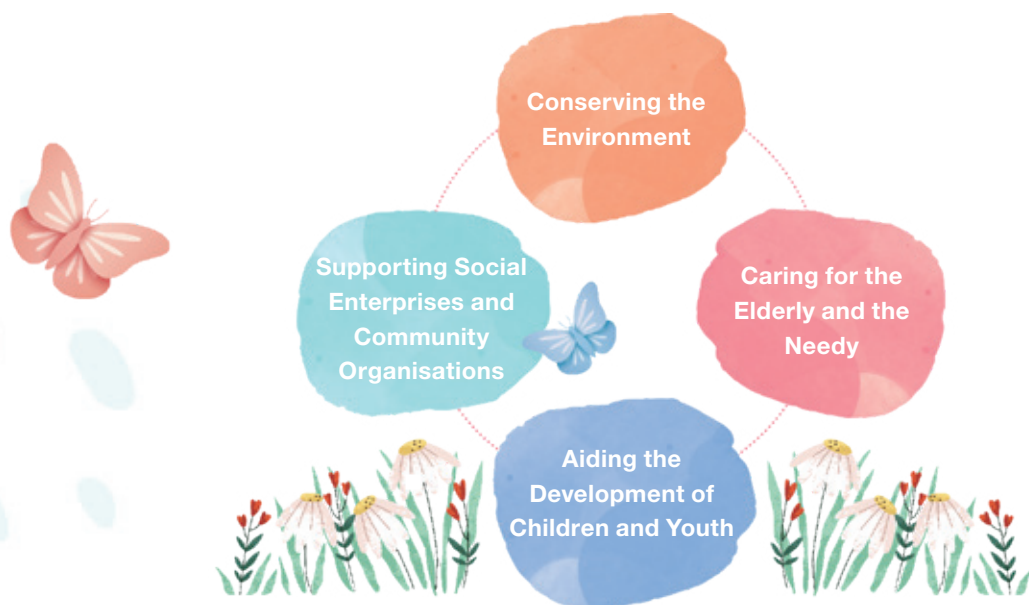 Conserving the
Environment
Supporting Social
Enterprises and
Community
Organisations
Caring for the
Elderly and the
Needy
Aiding the
Development of
Children and Youth